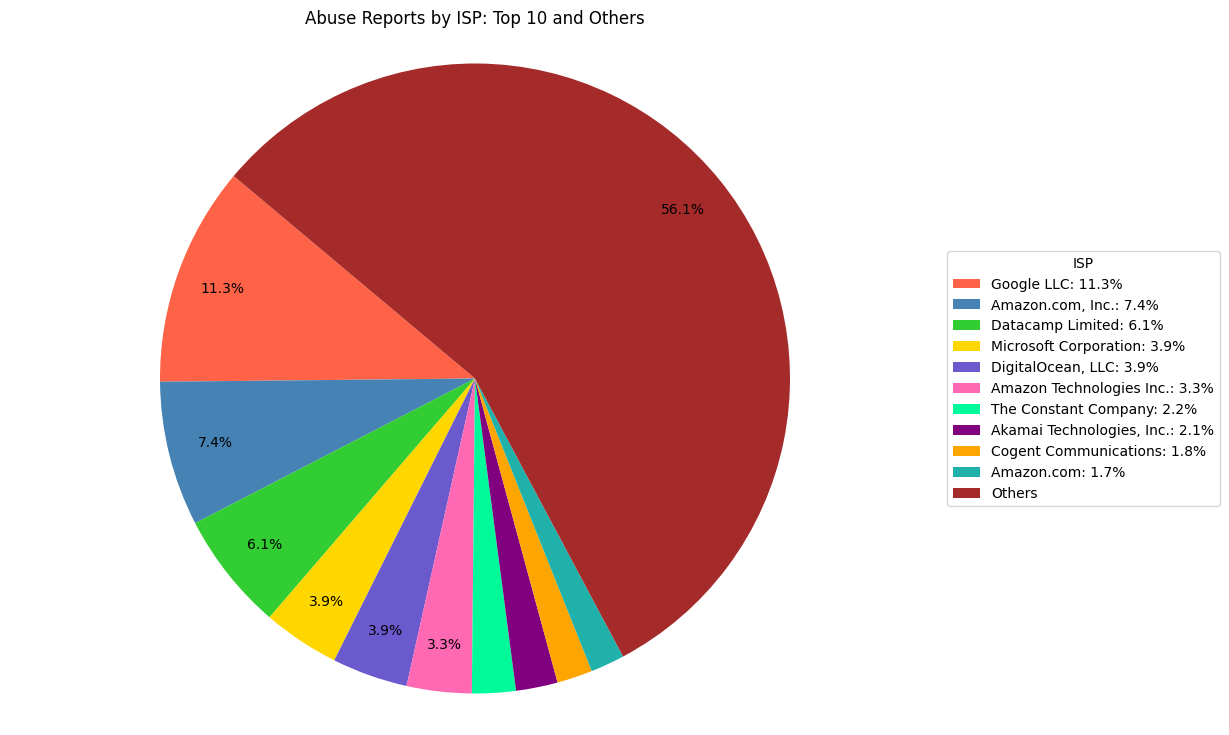 Abuse Reports by ISP: Top 10 and Others
56.1%
11.3%
7.4%
6.1%
3.9%
3.9%
3.3%
ISP
Google LLC: 11.3%
Amazon.com, Inc.: 7.4%
Datacamp Limited: 6.1%
Microsoft Corporation: 3.9%
DigitalOcean, LLC: 3.9%
Amazon Technologies Inc.: 3.3%
The Constant Company: 2.2%
Akamai Technologies, Inc.: 2.1%
Cogent Communications: 1.8%
Amazon.com: 1.7%
Others